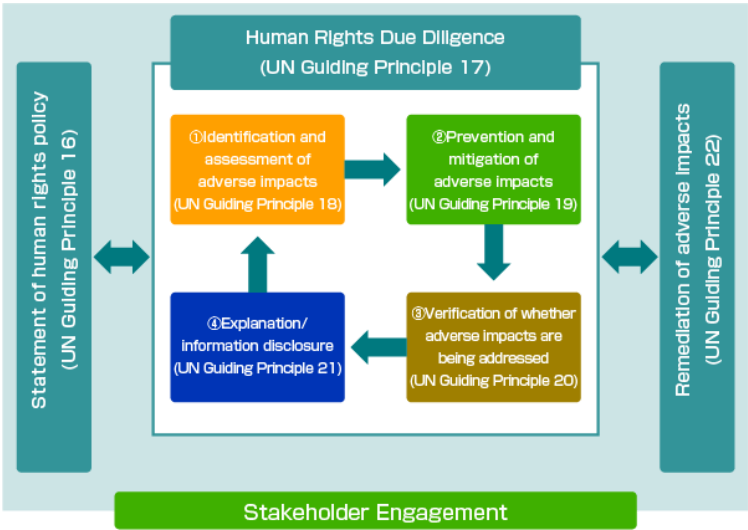 Human Rights Due Diligence
(UN Guiding Principle 17)
Statement of human rights policy
(UN Guiding Principle 16)
①Identification and
assessment of
adverse impacts
(UN Guiding Principle 18)
②Prevention and
mitigation of
adverse impacts
(UN Guiding Principle 19)
③Verification of whether
adverse impacts are
being addressed
(UN Guiding Principle 20)
④Explanation/
information disclosure
(UN Guiding Principle 21)
Remediation of adverse impacts
(UN Guiding Principle 22)
Stakeholder Engagement